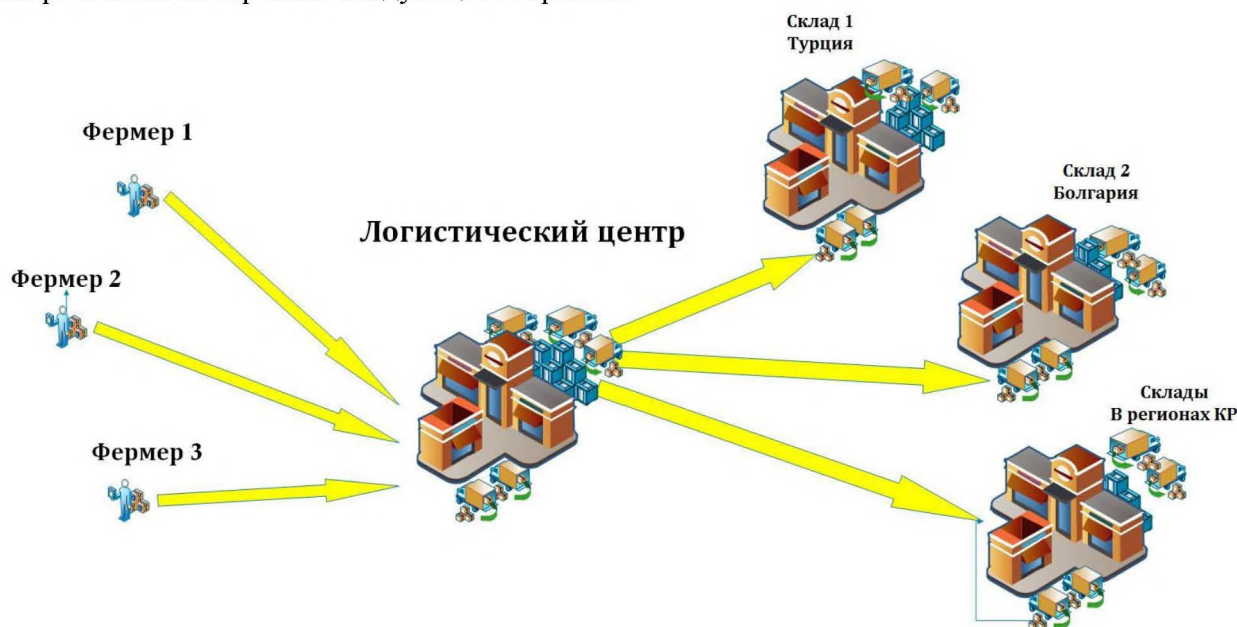 Склад 1
Турция
Фермер 1
Склад 2
Болгария
Логистический центр
Фермер 2
Склады
В регионах КР
Фермер 3